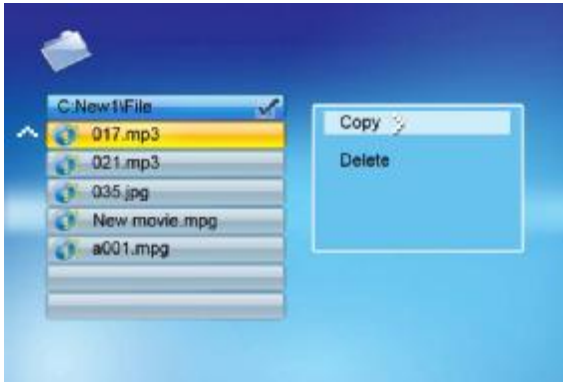 C:New1\File
017.mp3
021.mp3
035.jpg
New movie.mpg
a001.mpg
Copy
Delete